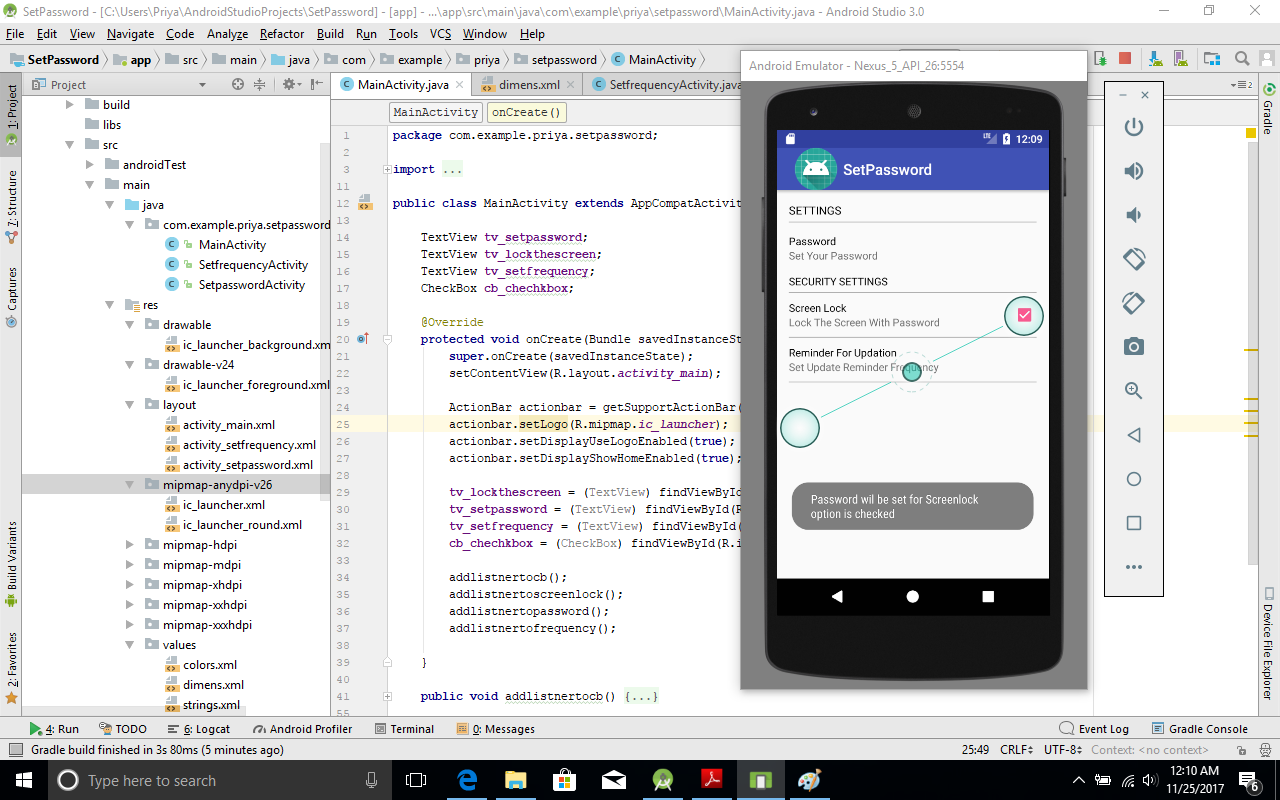 SetPassword - [C:\Users\Priya\AndroidStudioProjects\SetPassword] - [app] - ...\app\src\main\java\com\example\priya\setpassword\MainActivity.java - Android Studio 3.0
File Edit View Navigate Code Analyze Refactor Build Run Tools VCS Window Help
SetPassword app src main java com example priya setpassword MainActivity
Project
MainActivity.java dimens.xml SetfrequencyActivity.java
2
MainActivity onCreate()
1: Project
7: Structure
Captures
Build Variants
2: Favorites
build
libs
src
androidTest
main
java
com.example.priya.setpassword
MainActivity
SetfrequencyActivity
SetpasswordActivity
res
drawable
ic_launcher_background.xm
drawable-v24
ic_launcher_foreground.xml
layout
activity_main.xml
activity_setfrequency.xml
activity_setpassword.xml
mipmap-anydpi-v26
ic_launcher.xml
ic_launcher_round.xml
mipmap-hdpi
mipmap-mdpi
mipmap-xhdpi
mipmap-xxhdpi
mipmap-xxxhdpi
values
colors.xml
dimens.xml
strings.xml
1 package com.example.priya.setpassword;
2
3 import ...
11
12 public class MainActivity extends AppCompatActivit
13
14 TextView tv_setpassword;
15 TextView tv_lockthescreen;
16 TextView tv_setfrequency;
17 CheckBox cb_chechkbox;
18
19 @Override
20 protected void onCreate(Bundle savedInstanceSt
21 super.onCreate(savedInstanceState);
22 setContentView(R.layout.activity_main);
23
24 ActionBar actionbar = getSupportActionBar(
25 actionbar.setLogo(R.mipmap.ic_launcher);
26 actionbar.setDisplayUseLogoEnabled(true);
27 actionbar.setDisplayShowHomeEnabled(true);
28
29 tv_lockthescreen = (TextView) findViewById
30 tv_setpassword = (TextView) findViewById(R
31 tv_setfrequency = (TextView) findViewById(
32 cb_chechkbox = (CheckBox) findViewById(R.i
33
34 addlistnertocb();
35 addlistnertoscreenlock();
36 addlistnertopassword();
37 addlistnertofrequency();
38
39 }
40
41 public void addlistnertocb() {...}
55
Android Emulator - Nexus_5_API_26:5554
LTE 12:09
SetPassword
SETTINGS
Password
Set Your Password
SECURITY SETTINGS
Screen Lock
Lock The Screen With Password
Reminder For Updation
Set Update Reminder Frequency
Password wil be set for Screenlock
option is checked
Gradle
Device File Explorer
4: Run TODO 6: Logcat Android Profiler Terminal 0: Messages Event Log Gradle Console
Gradle build finished in 3s 80ms (5 minutes ago) 25:49 CRLF UTF-8 Context: <no context>
Type here to search
12:10 AM
11/25/2017
6